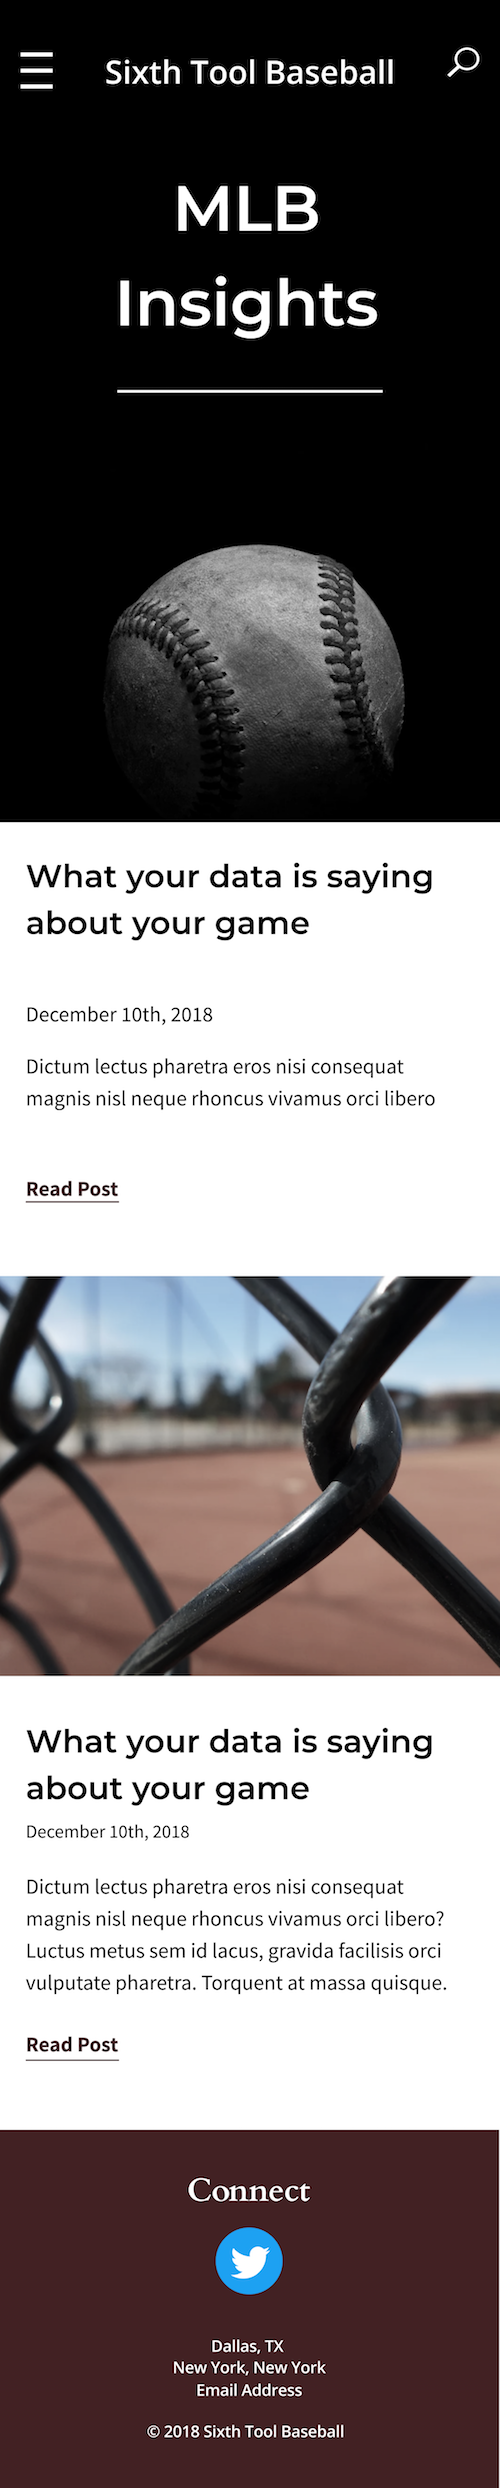 Sixth Tool Baseball
MLB
Insights
What your data is saying
about your game
December 10th, 2018
Dictum lectus pharetra eros nisi consequat
magnis nisl neque rhoncus vivamus orci libero
Read Post
What your data is saying
about your game
December 10th, 2018
Dictum lectus pharetra eros nisi consequat
magnis nisl neque rhoncus vivamus orci libero?
Luctus metus sem id lacus, gravida facilisis orci
vulputate pharetra. Torquent at massa quisque.
Read Post
Connect
Dallas, TX
New York, New York
Email Address
© 2018 Sixth Tool Baseball